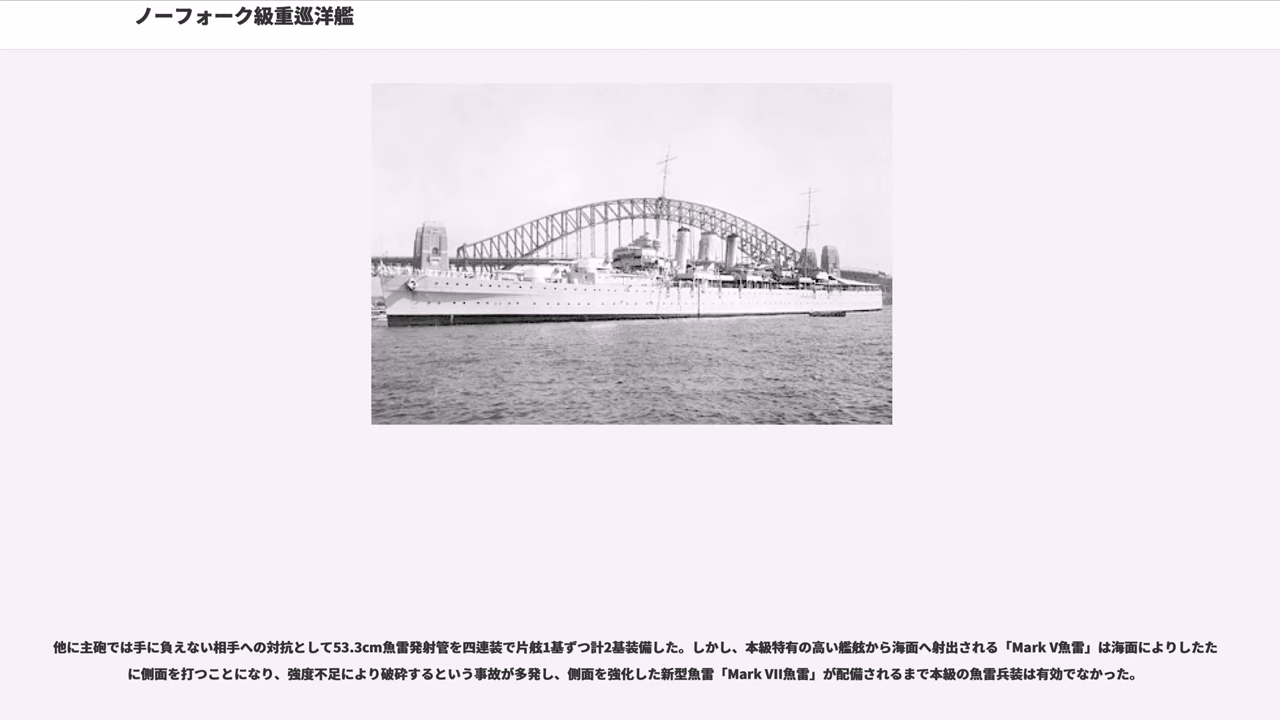 ノーフォーク級重巡洋艦
他に主砲では手に負えない相手への対抗として53.3cm魚雷発射管を四連装で片舷1基ずつ計2基装備した。しかし、本級特有の高い艦舷から海面へ射出される「Mark V魚雷」は海面によりしたた
に側面を打つことになり、強度不足により破砕するという事故が多発し、側面を強化した新型魚雷「Mark VII魚雷」が配備されるまで本級の魚雷兵装は有効でなかった。